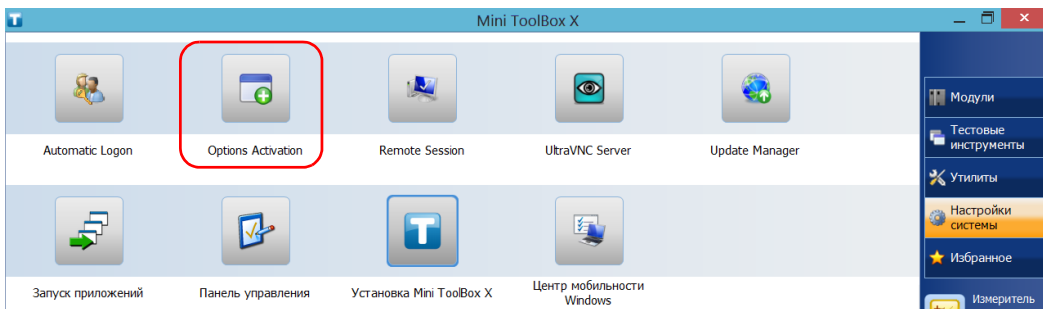 Mini ToolBox X
Automatic Logon
Options Activation
Remote Session
UltraVNC Server
Update Manager
Запуск приложений
Панель управления
Установка Mini ToolBox X
Центр мобильности
Windows
Модули
Тестовые
инструменты
Утилиты
Настройки
системы
Избранное
Измеритель